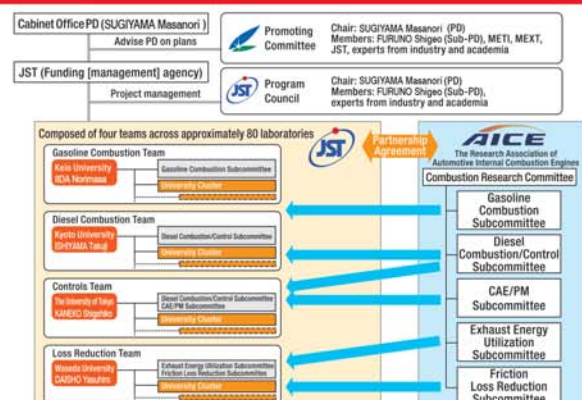 Cabinet Office PD (SUGIYAMA Masanori )
Advise PD on plans
JST (Funding [management] agency)
Project management
Promoting
Committee
Chair: SUGIYAMA Masanori (PD)
Members: FURUNO Shigeo (Sub-PD), METI, MEXT,
JST, experts from industry and academia
JST
Program
Council
Chair: SUGIYAMA Masanori (PD)
Members: FURUNO Shigeo (Sub-PD),
experts from industry and academia
Composed of four teams across approximately 80 laboratories
JST
Partnership
Agreement
AICE
The Research Association of
Automotive Internal Combustion Engines
Gasoline Combustion Team
Keio University
IIDA Norimasa
Gasoline Combustion Subcommittee
University Cluster
Diesel Combustion Team
Kyoto University
ISHIYAMA Takuji
Diesel Combustion/Control Subcommittee
University Cluster
Controls Team
The University of Tokyo
KANEKO Shigehiko
Diesel Combustion/Control Subcommittee
CAE/PM Subcommittee
University Cluster
Loss Reduction Team
Waseda University
DAISHO Yasuhiro
Exhaust Energy Utilization Subcommittee
Friction Loss Reduction Subcommittee
University Cluster
Combustion Research Committee
Gasoline
Combustion
Subcommittee
Diesel
Combustion/Control
Subcommittee
CAE/PM
Subcommittee
Exhaust Energy
Utilization
Subcommittee
Friction
Loss Reduction
Subcommittee